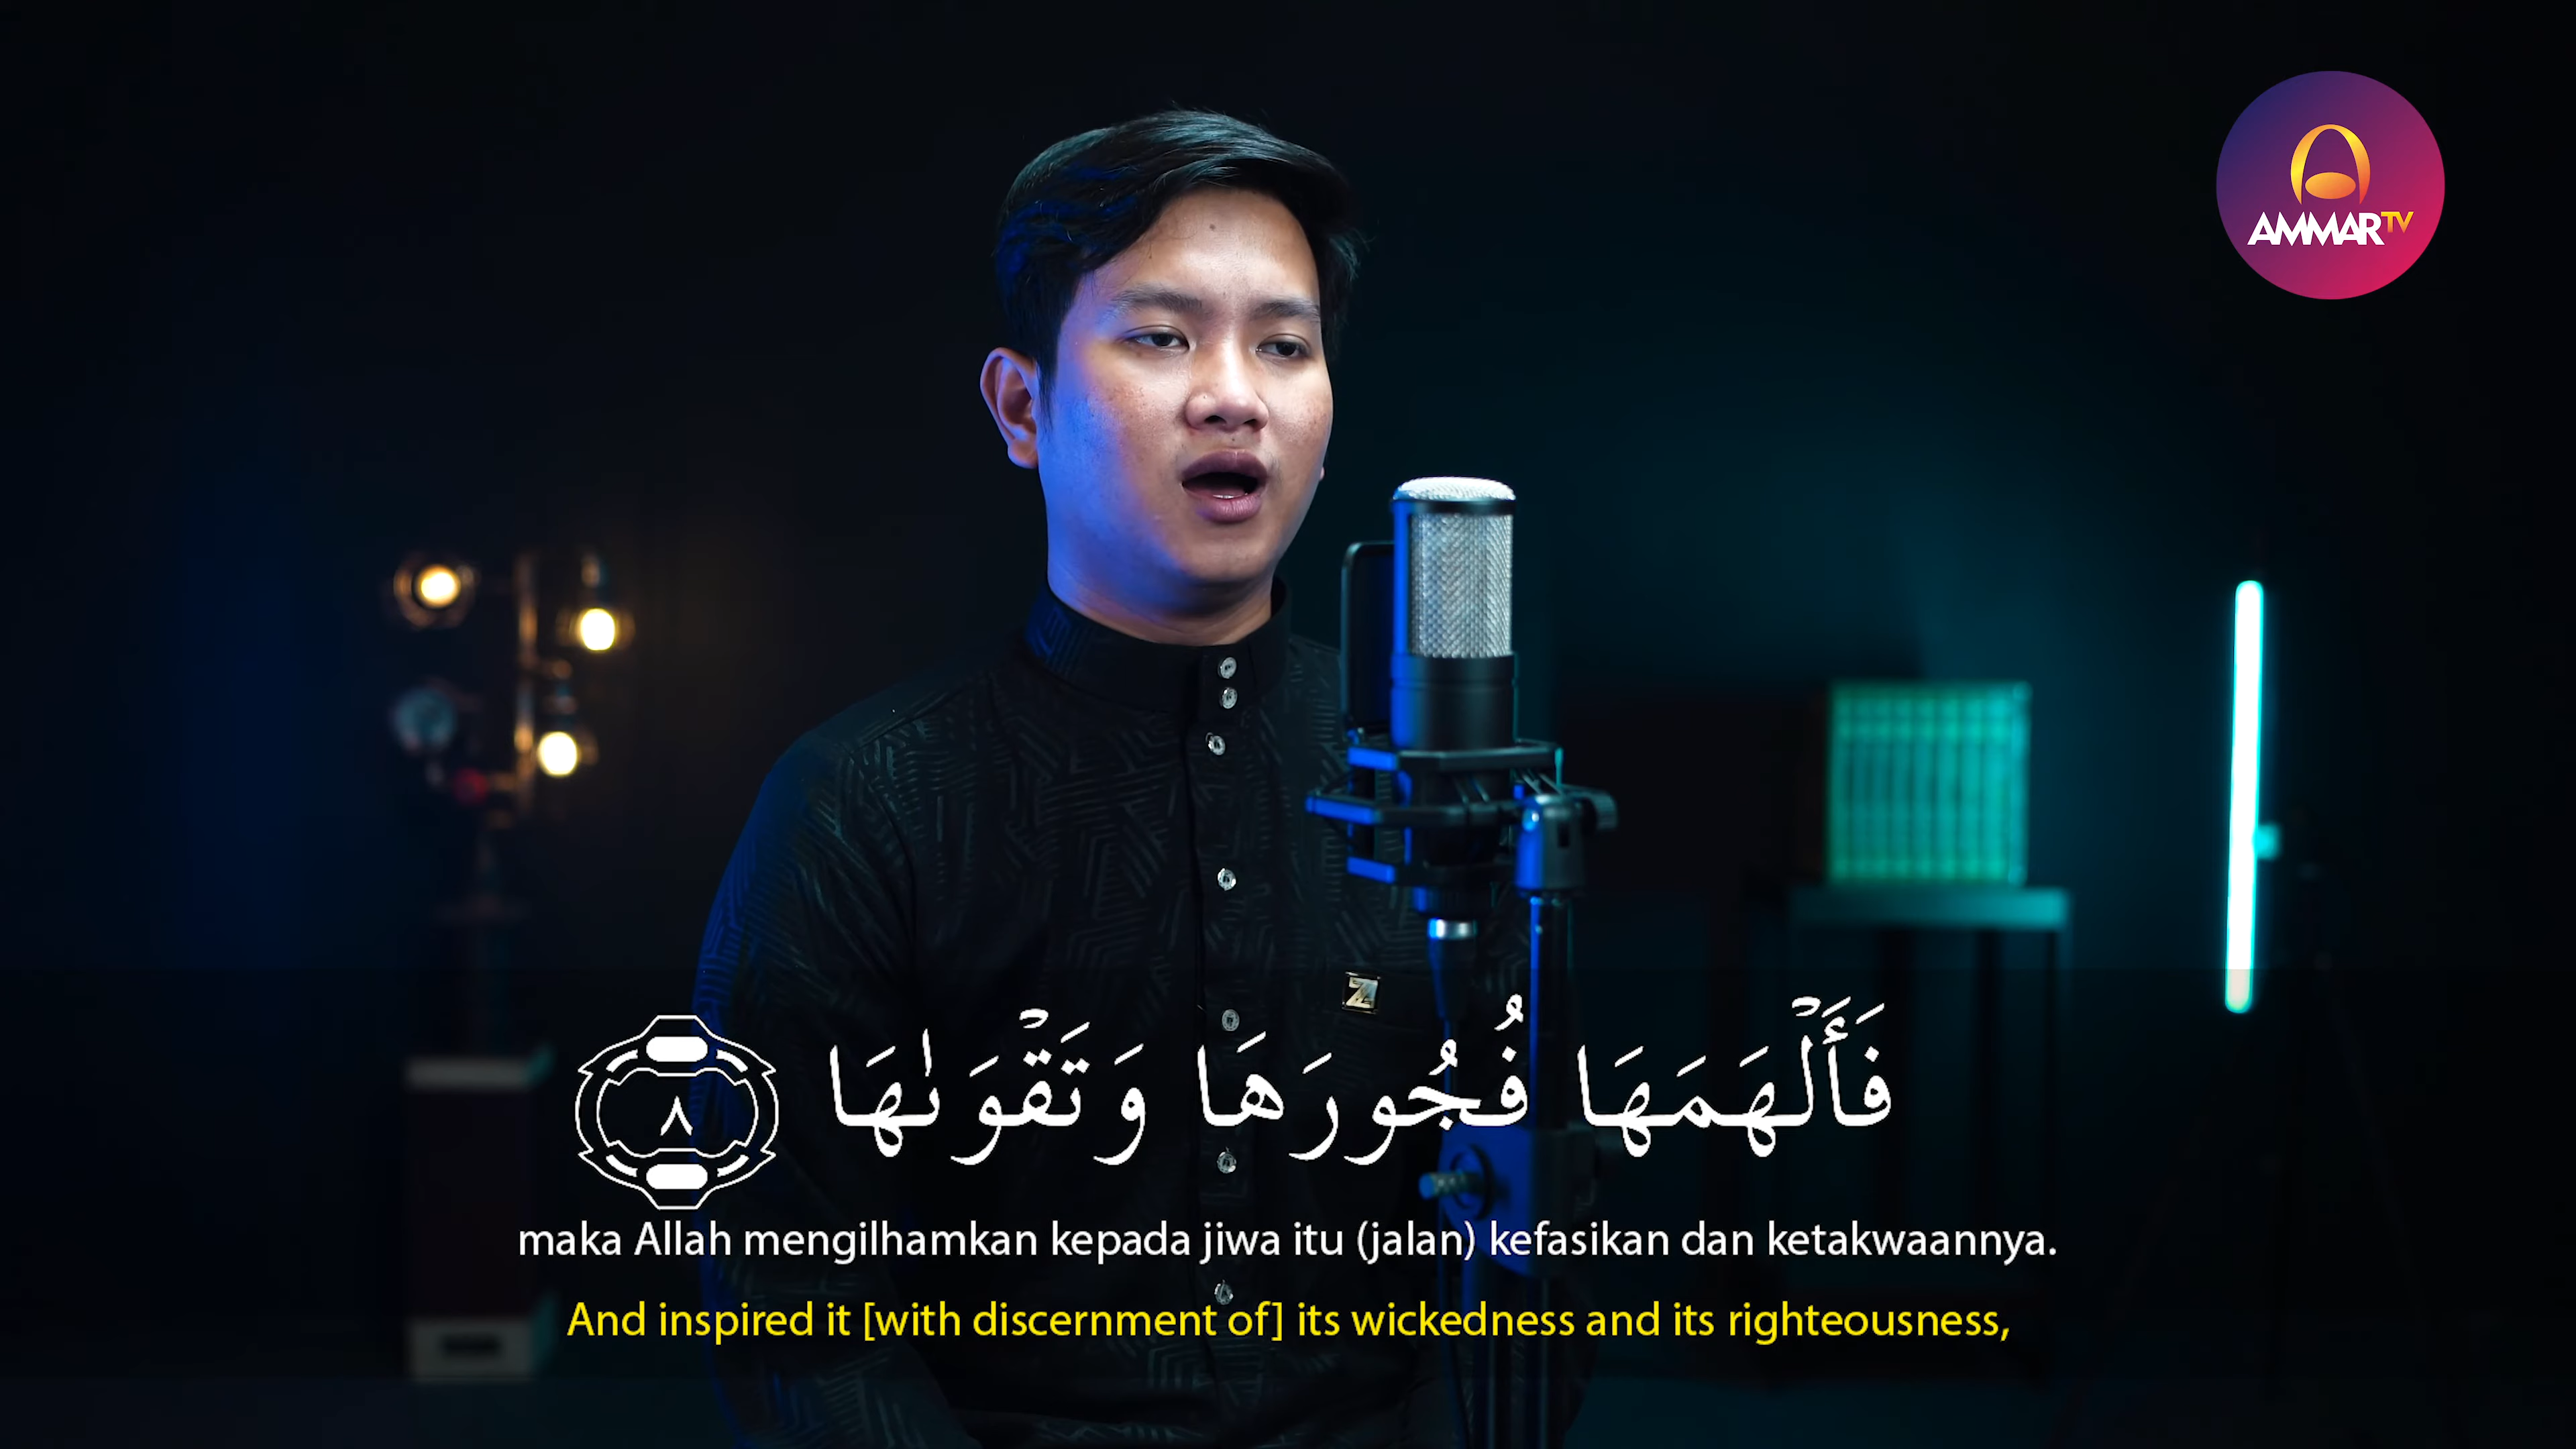 AMMARTV
فَأَلْهَمَهَا فُجُورَهَا وَتَقْوَىٰهَا ٨
maka Allah mengilhamkan kepada jiwa itu (jalan) kefasikan dan ketakwaannya.
And inspired it [with discernment of] its wickedness and its righteousness,